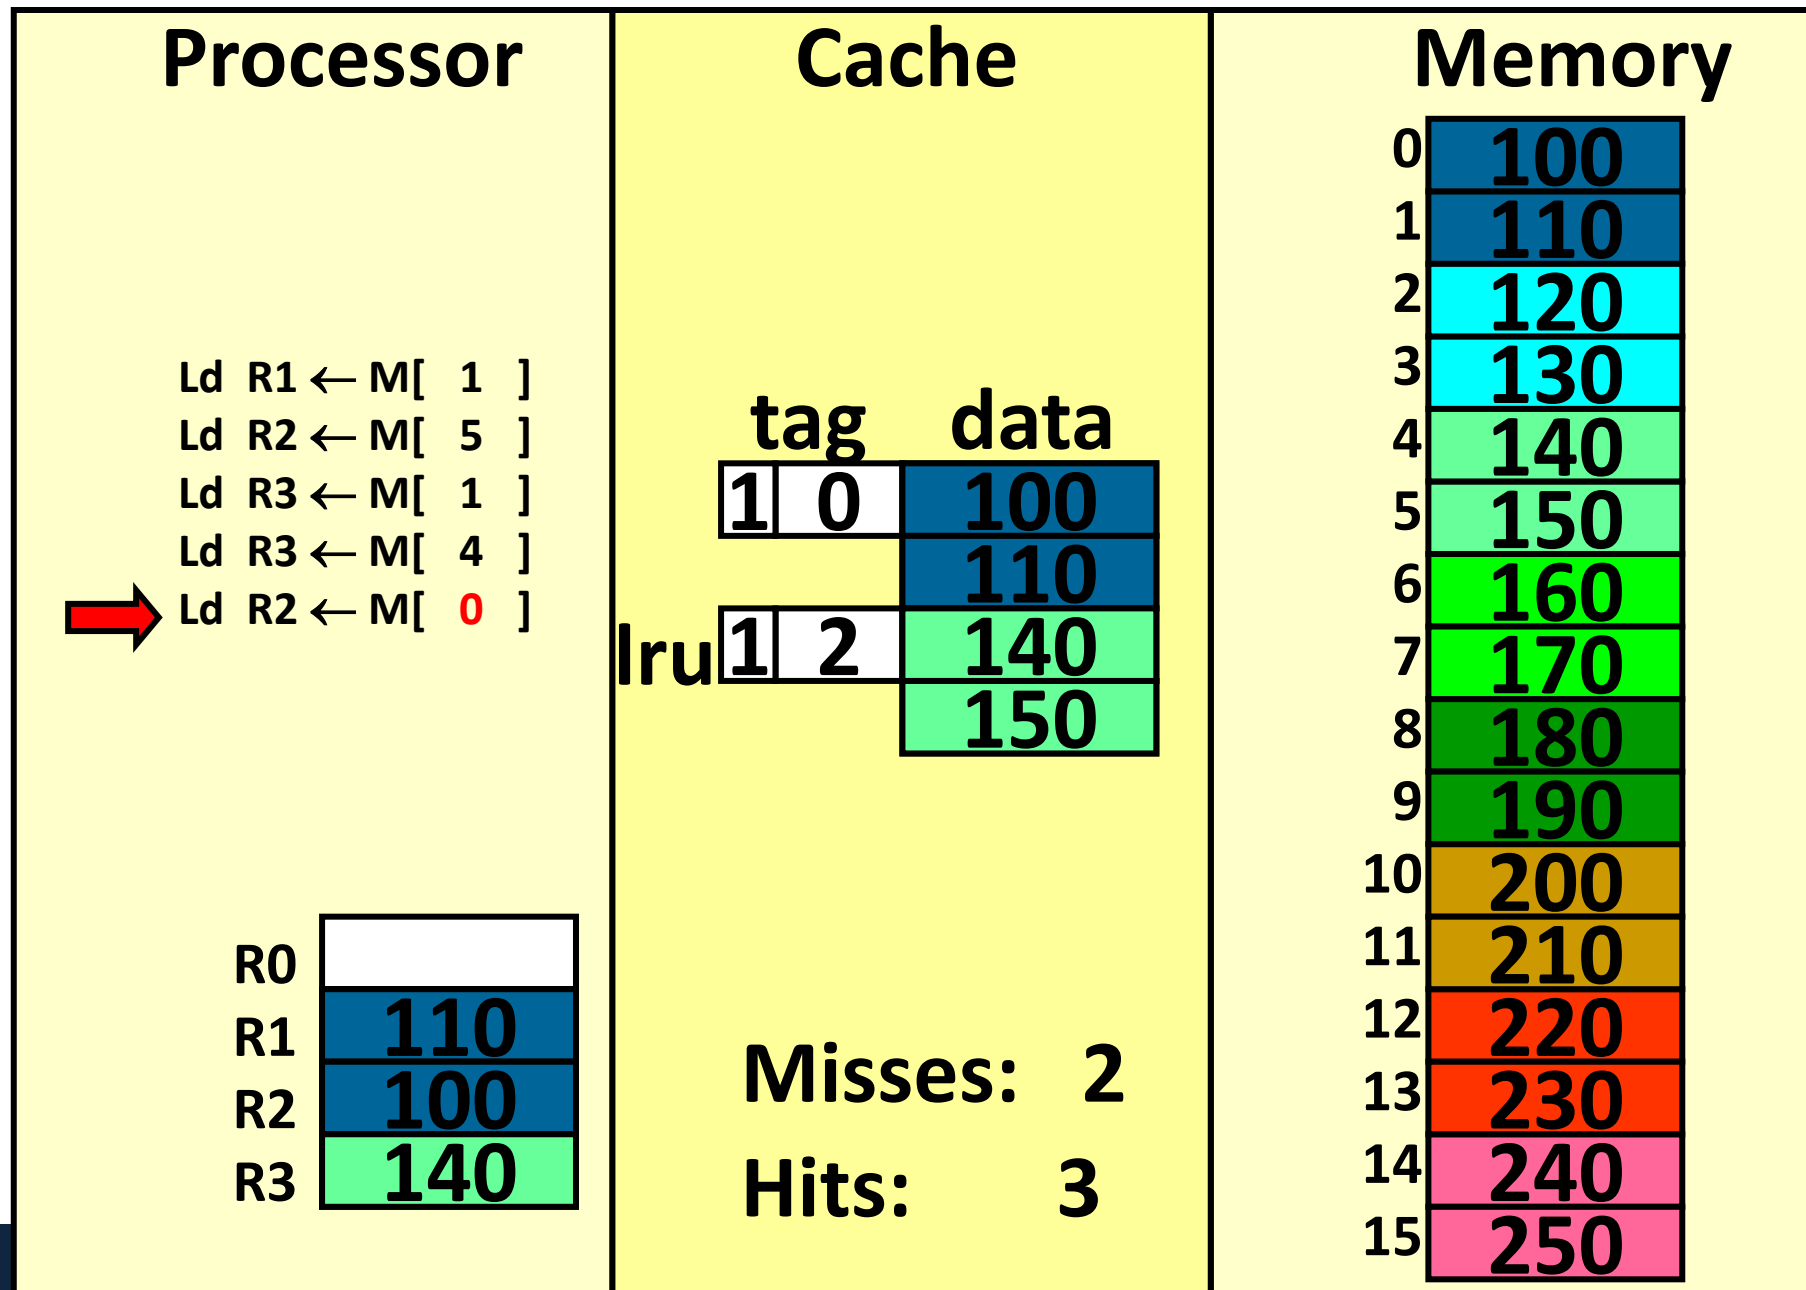 Processor
Ld R1 ← M[ 1 ]
Ld R2 ← M[ 5 ]
Ld R3 ← M[ 1 ]
Ld R3 ← M[ 4 ]
Ld R2 ← M[ 0 ]
R0
R1 110
R2 100
R3 140
Cache
tag data
1 0 100
110
lru 1 2 140
150
Misses: 2
Hits: 3
Memory
0 100
1 110
2 120
3 130
4 140
5 150
6 160
7 170
8 180
9 190
10 200
11 210
12 220
13 230
14 240
15 250